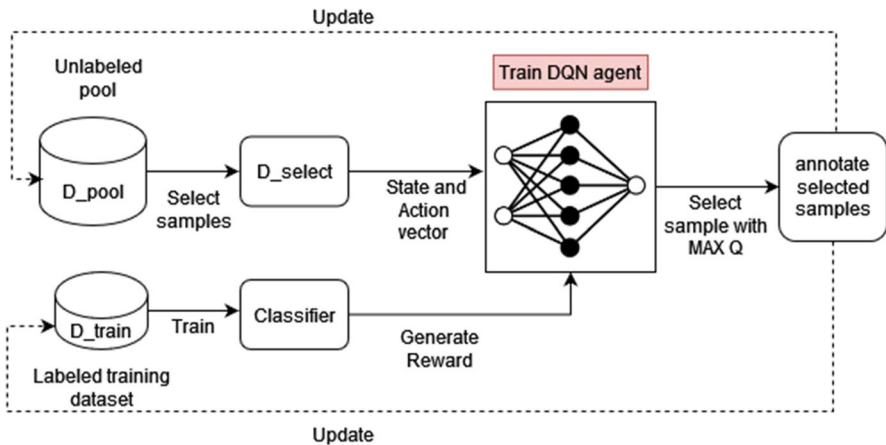 Update
Unlabeled
pool
Train DQN agent
D_pool
Select
samples
D_select
State and
Action
vector
Select
sample with
MAX Q
annotate
selected
samples
D_train
Train
Classifier
Generate
Reward
Labeled training
dataset
Update